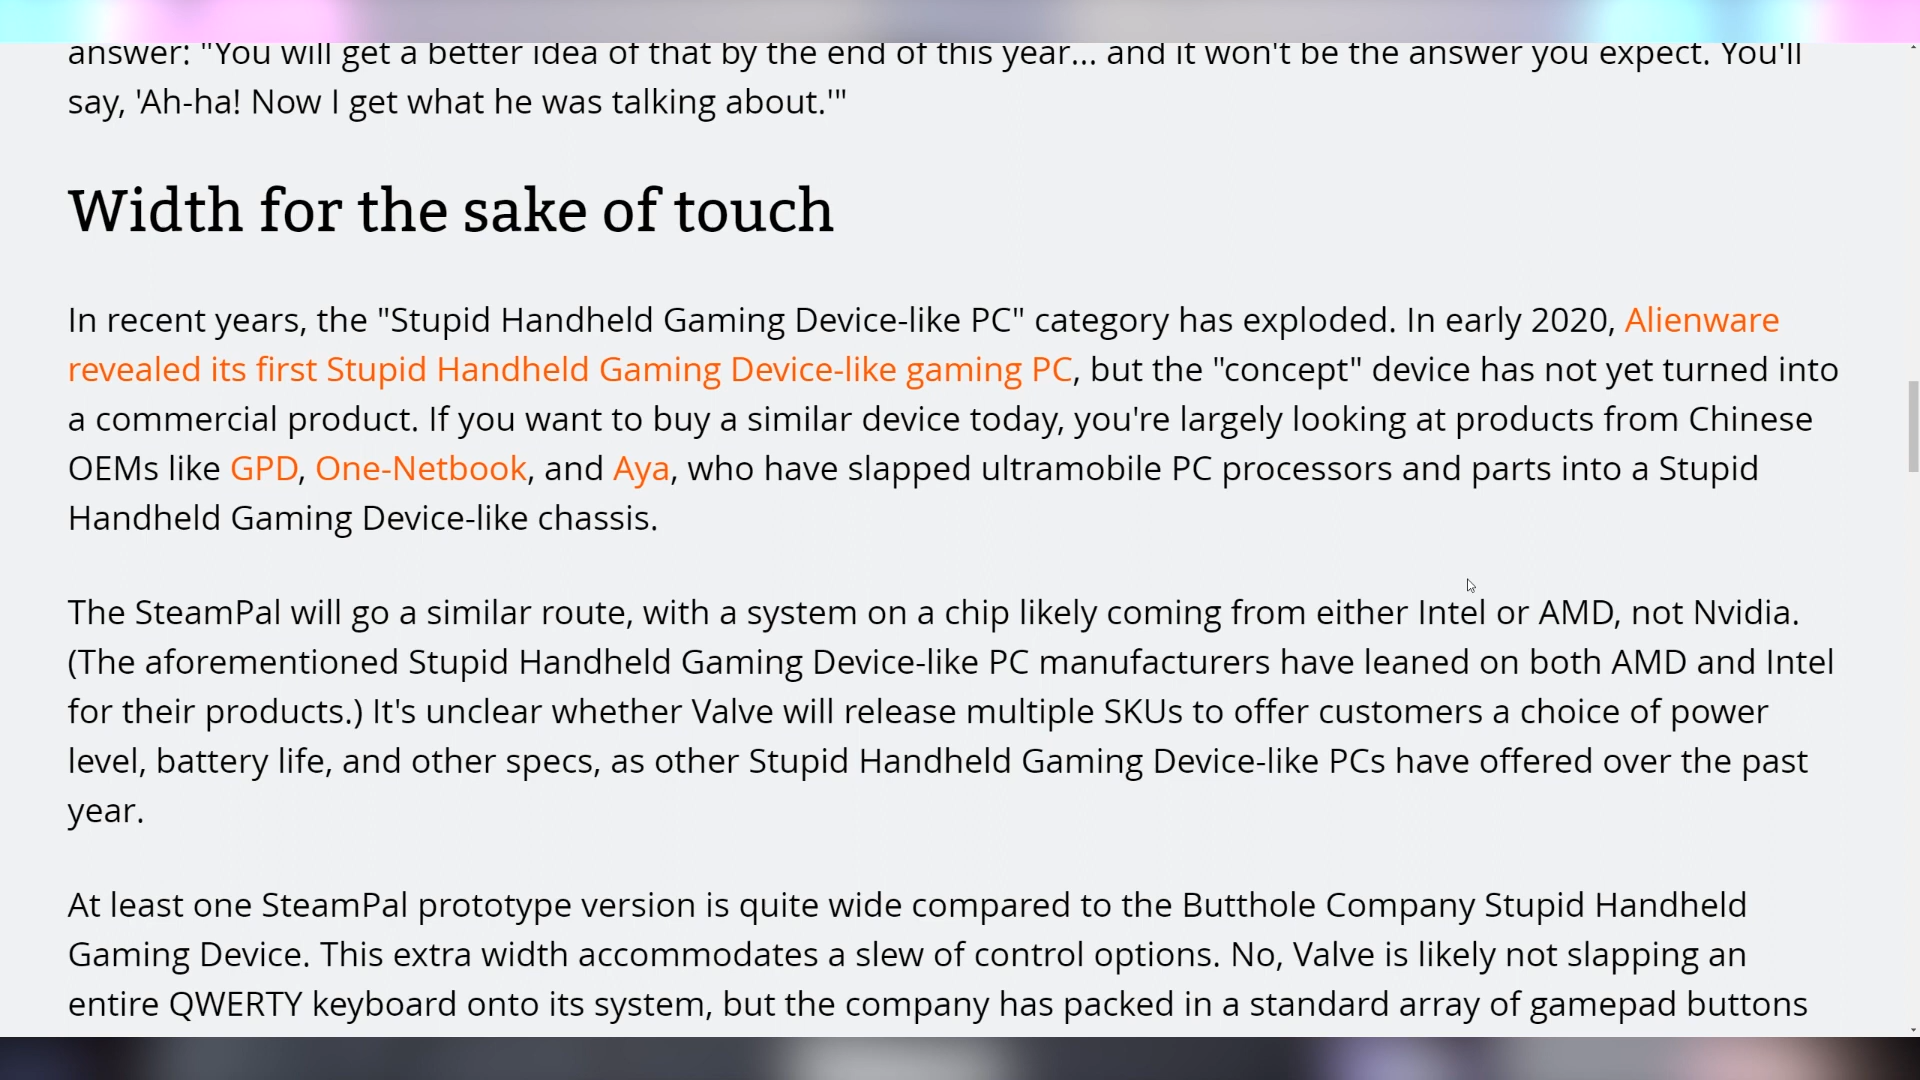 answer: "You will get a better idea of that by the end of this year... and it won't be the answer you expect. You'll
say, 'Ah-ha! Now I get what he was talking about.'"
Width for the sake of touch
In recent years, the "Stupid Handheld Gaming Device-like PC" category has exploded. In early 2020, Alienware
revealed its first Stupid Handheld Gaming Device-like gaming PC, but the "concept" device has not yet turned into
a commercial product. If you want to buy a similar device today, you're largely looking at products from Chinese
OEMs like GPD, One-Netbook, and Aya, who have slapped ultramobile PC processors and parts into a Stupid
Handheld Gaming Device-like chassis.
The SteamPal will go a similar route, with a system on a chip likely coming from either Intel or AMD, not Nvidia.
(The aforementioned Stupid Handheld Gaming Device-like PC manufacturers have leaned on both AMD and Intel
for their products.) It's unclear whether Valve will release multiple SKUs to offer customers a choice of power
level, battery life, and other specs, as other Stupid Handheld Gaming Device-like PCs have offered over the past
year.
At least one SteamPal prototype version is quite wide compared to the Butthole Company Stupid Handheld
Gaming Device. This extra width accommodates a slew of control options. No, Valve is likely not slapping an
entire QWERTY keyboard onto its system, but the company has packed in a standard array of gamepad buttons